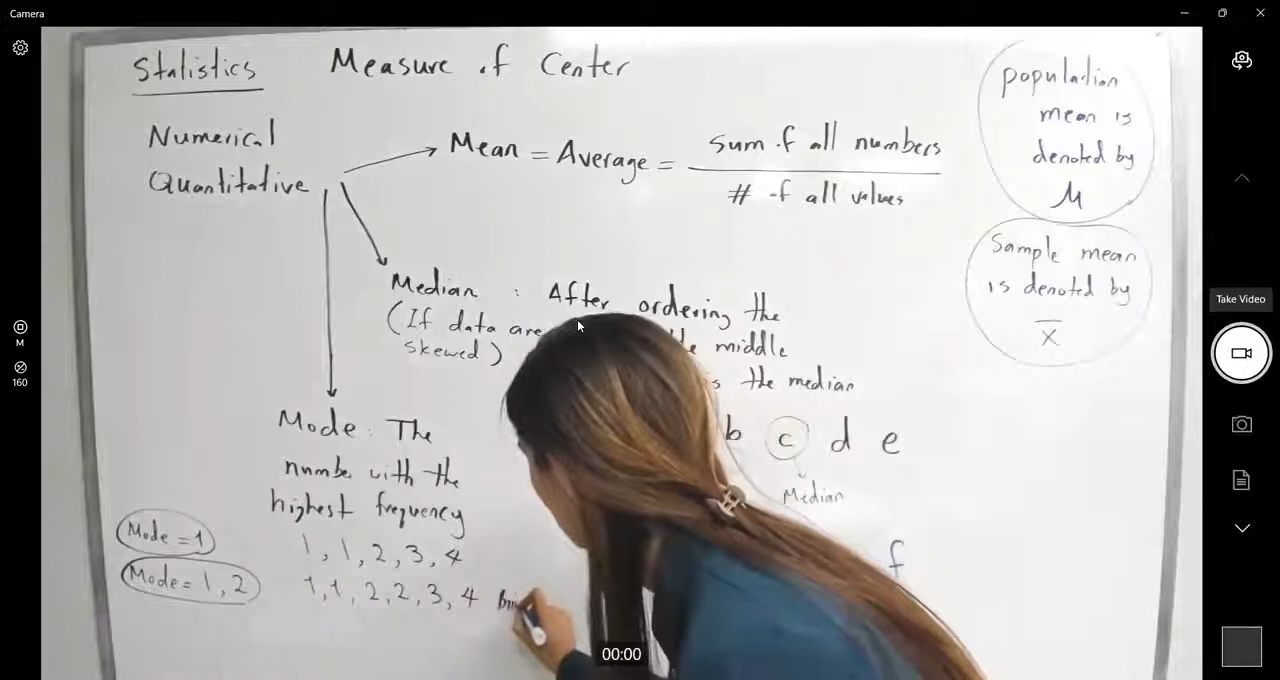 Camera
Statistics Measure of Center
Numerical
Quantitative
Mean = Average = sum of all numbers
# of all values
population
mean is
denoted by
μ
Sample mean
is denoted by
x̄
Median : After ordering the
(If data are
skewed)
middle
the median
b c d e
Median
f
Mode: The
number with the
highest frequency
Mode = 1
1, 1, 2, 3, 4
Mode = 1, 2
1, 1, 2, 2, 3, 4
Take Video
M
160
00:00